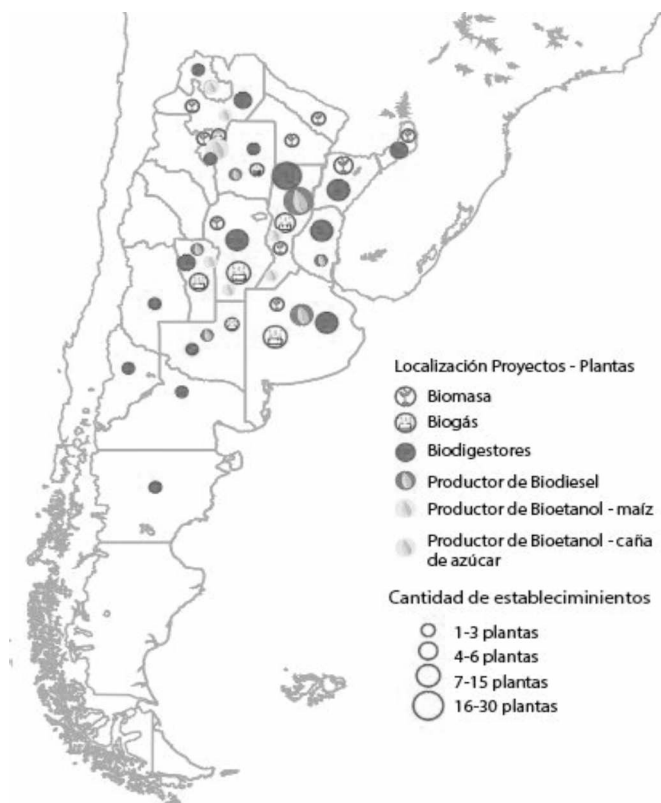 Localización Proyectos - Plantas
Biomasa
Biogás
Biodigestores
Productor de Biodiesel
Productor de Bioetanol - maíz
Productor de Bioetanol - caña
de azúcar
Cantidad de estableciminientos
1-3 plantas
4-6 plantas
7-15 plantas
16-30 plantas